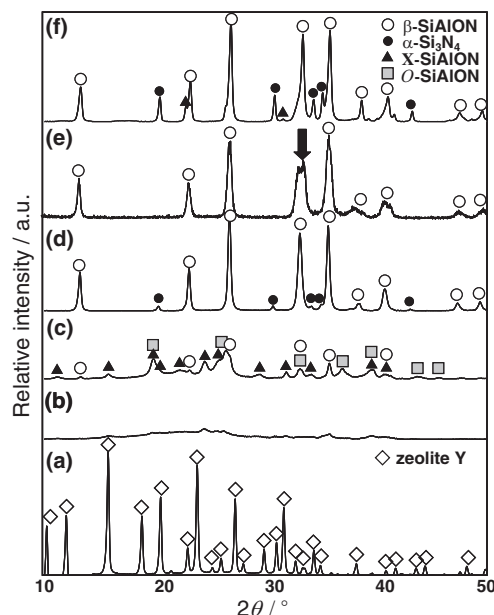 (f)
β-SiAlON
α-Si3N4
X-SiAlON
O-SiAlON
(e)
(d)
(c)
(b)
(a)
zeolite Y
Relative intensity / a.u.
10 20 30 40 50
2θ / °